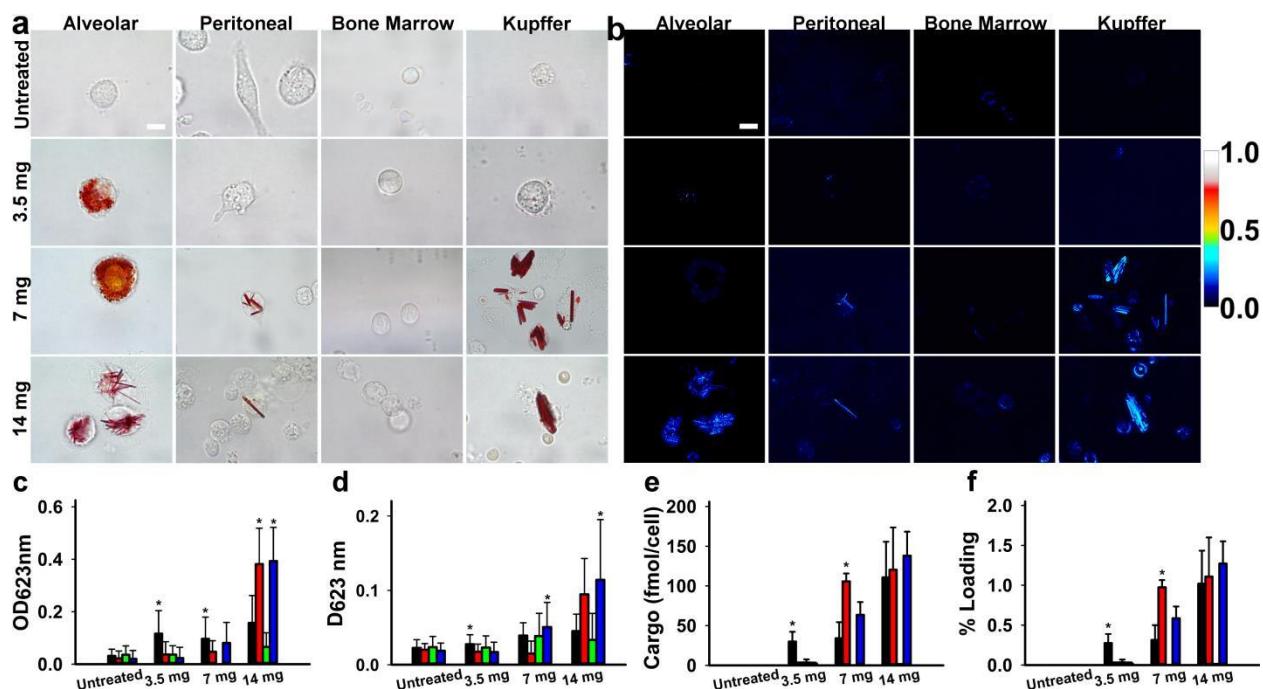 a
Alveolar Peritoneal Bone Marrow Kupffer
b
Alveolar Peritoneal Bone Marrow Kupffer
Untreated
3.5 mg
7 mg
14 mg
1.0
0.5
0.0
c
OD623nm
0.6
0.4
0.2
0.0
*
*
*
*
Untreated 3.5 mg 7 mg 14 mg
d
D623 nm
0.2
0.1
0.0
*
*
*
Untreated 3.5 mg 7 mg 14 mg
e
Cargo (fmol/cell)
200
150
100
50
0
*
*
Untreated 3.5 mg 7 mg 14 mg
f
% Loading
2.0
1.5
1.0
0.5
0.0
*
*
Untreated 3.5 mg 7 mg 14 mg